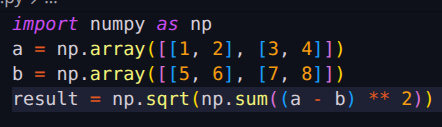 .py
import numpy as np
a = np.array([[1, 2], [3, 4]])
b = np.array([[5, 6], [7, 8]])
result = np.sqrt(np.sum((a - b) ** 2))